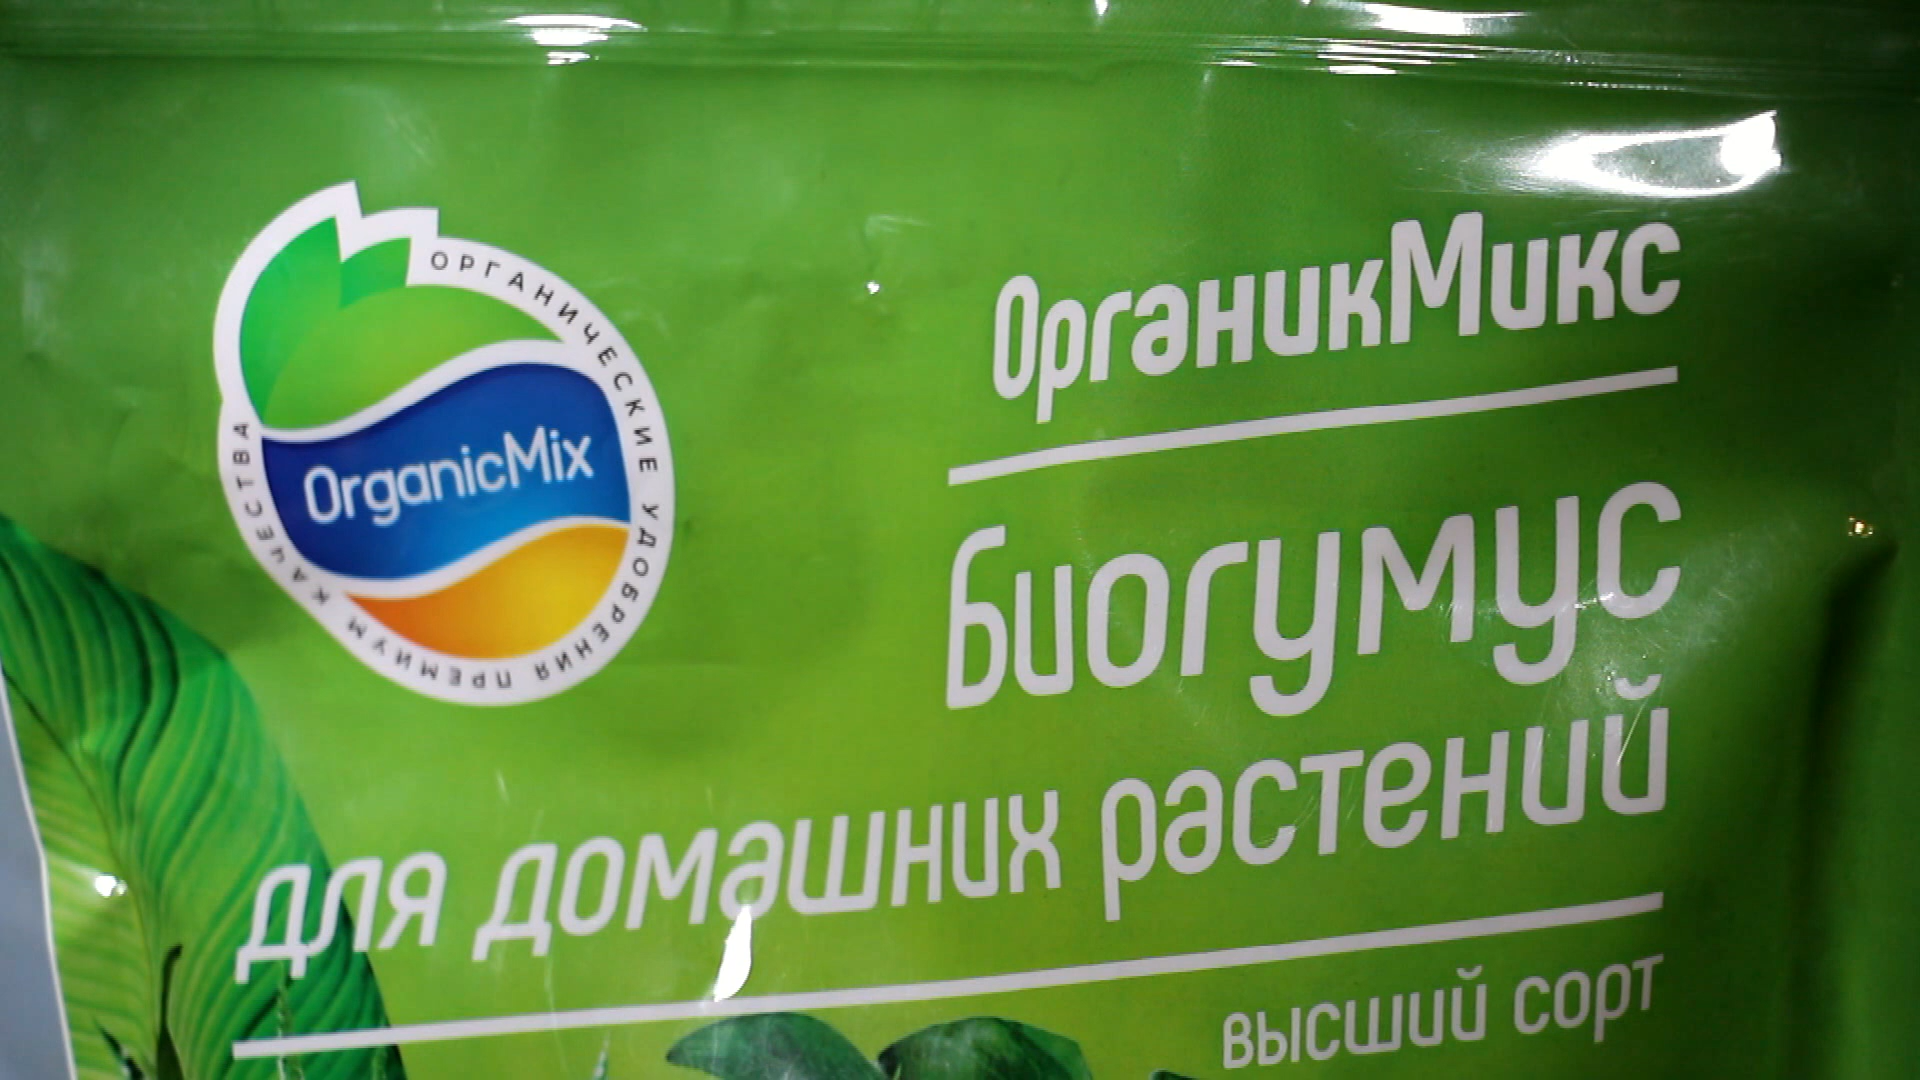 ОРГАНИЧЕСКИЕ УДОБРЕНИЯ ПРЕМИУМ КАЧЕСТВА
OrganicMix
ОрганикМикс
Биогумус
для домашних растений
высший сорт